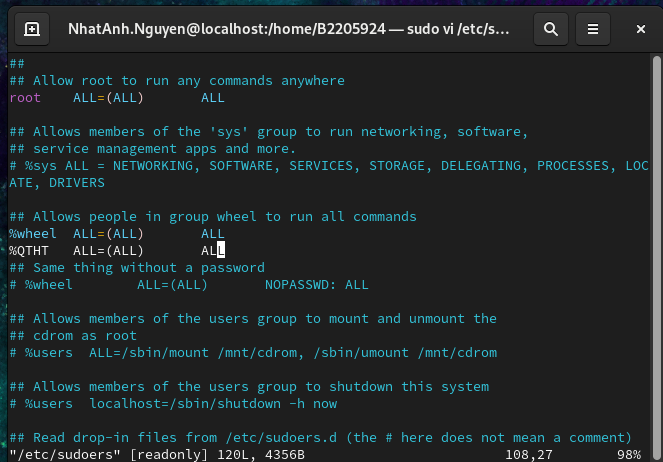 NhatAnh.Nguyen@localhost:/home/B2205924 — sudo vi /etc/s…
##
## Allow root to run any commands anywhere
root    ALL=(ALL)       ALL
## Allows members of the 'sys' group to run networking, software,
## service management apps and more.
# %sys ALL = NETWORKING, SOFTWARE, SERVICES, STORAGE, DELEGATING, PROCESSES, LOC
ATE, DRIVERS
## Allows people in group wheel to run all commands
%wheel  ALL=(ALL)       ALL
%QTHT   ALL=(ALL)       ALL
## Same thing without a password
# %wheel        ALL=(ALL)       NOPASSWD: ALL
## Allows members of the users group to mount and unmount the
## cdrom as root
# %users  ALL=/sbin/mount /mnt/cdrom, /sbin/umount /mnt/cdrom
## Allows members of the users group to shutdown this system
# %users  localhost=/sbin/shutdown -h now
## Read drop-in files from /etc/sudoers.d (the # here does not mean a comment)
"/etc/sudoers" [readonly] 120L, 4356B                         108,27        98%